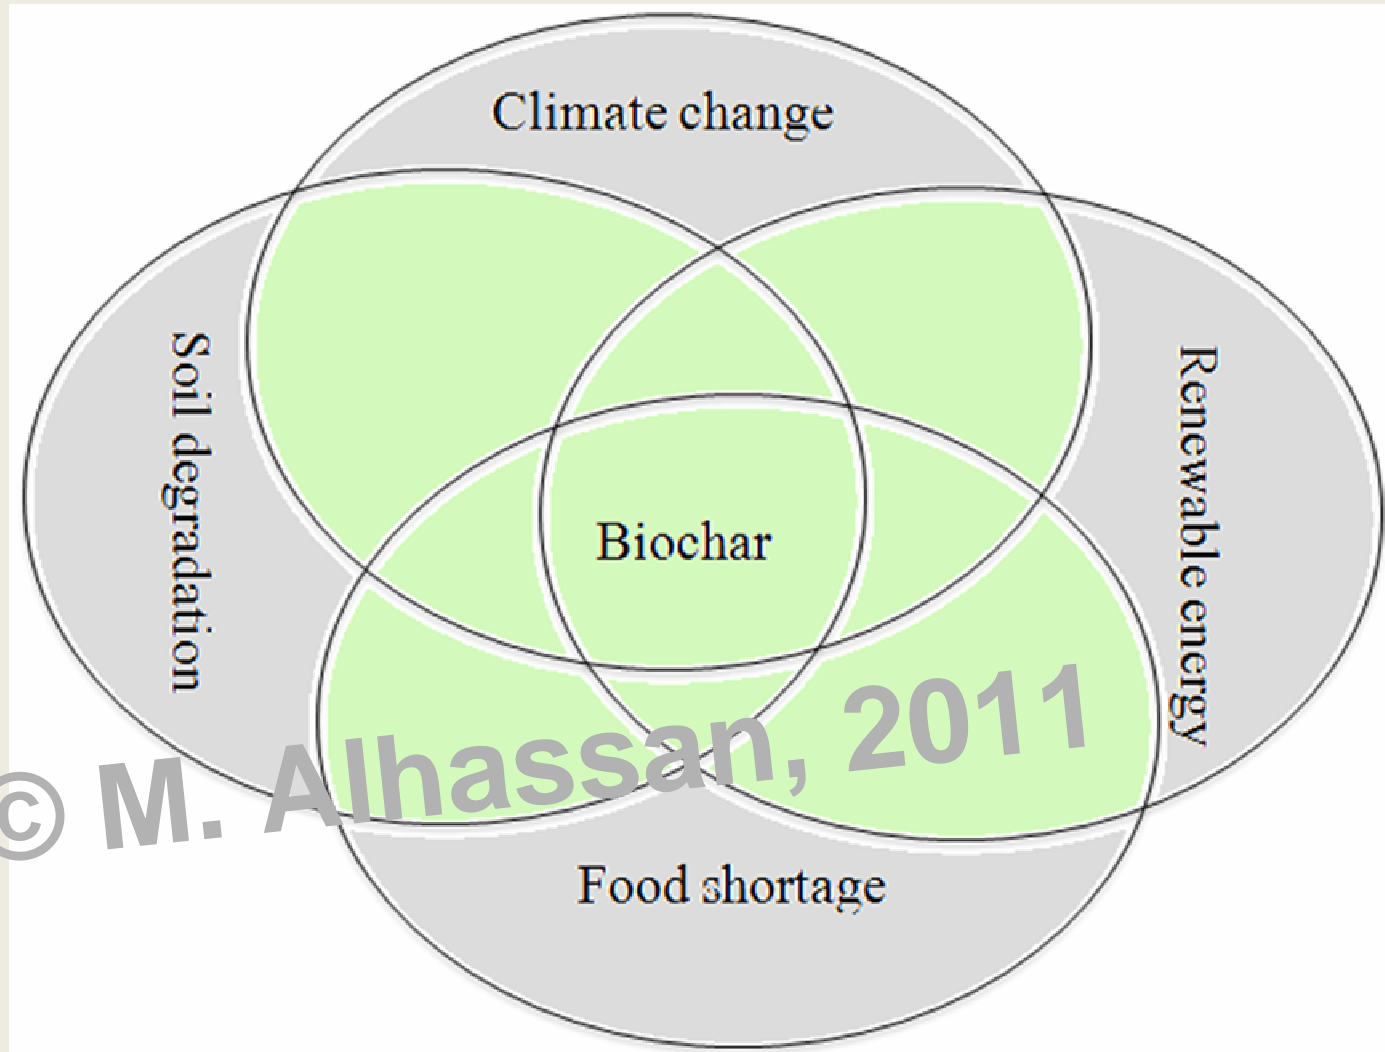 Climate change
Soil degradation
Renewable energy
Biochar
© M. Alhassan, 2011
Food shortage